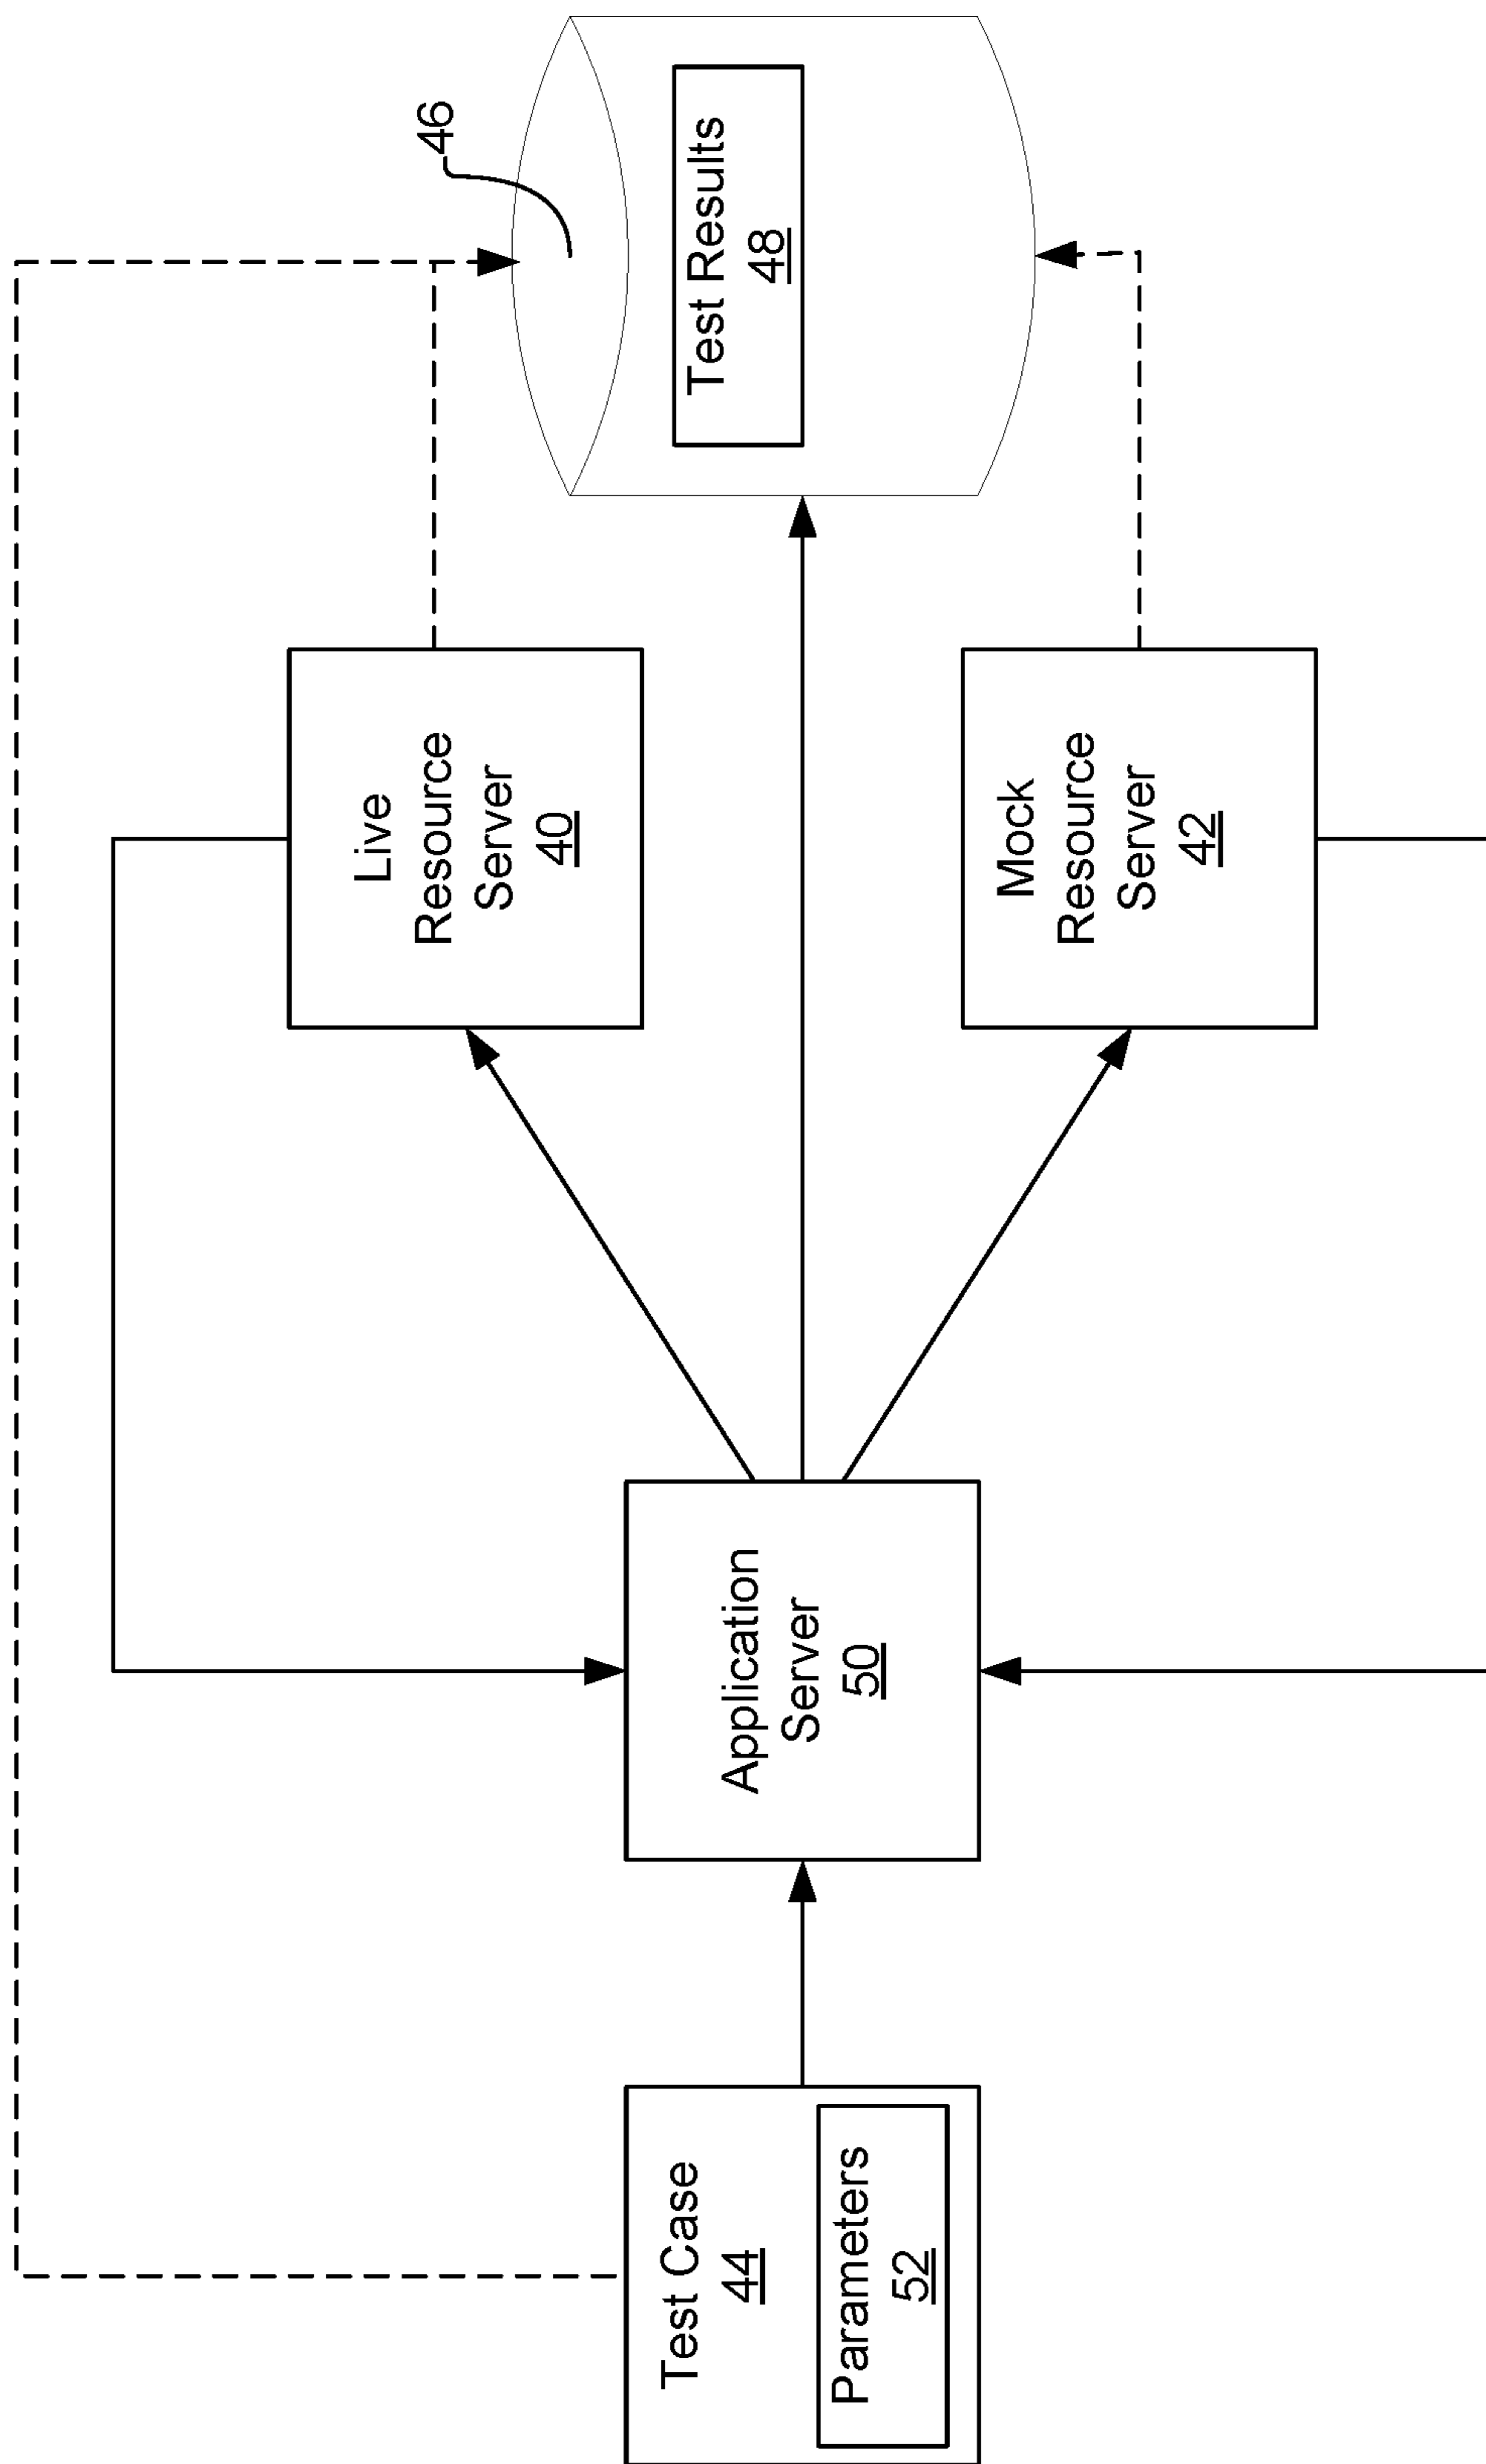 Test Case
44
Parameters
52
Application
Server
50
Live
Resource
Server
40
Mock
Resource
Server
42
46
Test Results
48